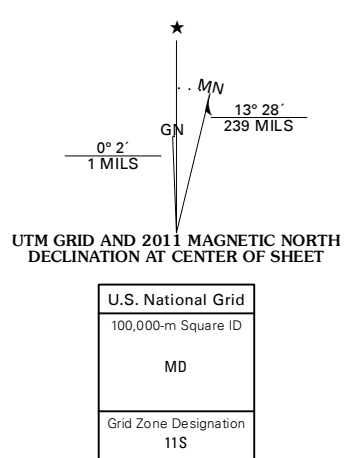 ★
. . MN
13° 28´
239 MILS
GN
0° 2´
1 MILS
UTM GRID AND 2011 MAGNETIC NORTH
DECLINATION AT CENTER OF SHEET
U.S. National Grid
100,000-m Square ID
MD
Grid Zone Designation
11S